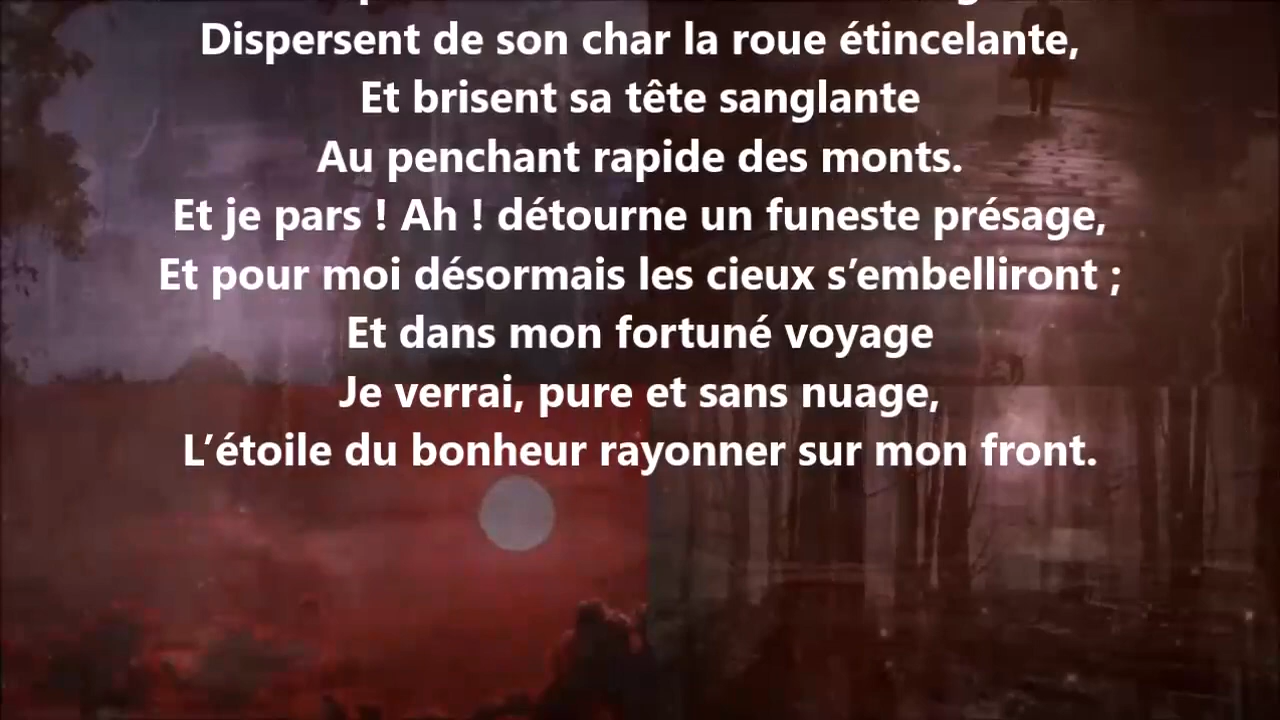 Dispersent de son char la roue étincelante,
Et brisent sa tête sanglante
Au penchant rapide des monts.
Et je pars ! Ah ! détourne un funeste présage,
Et pour moi désormais les cieux s’embelliront ;
Et dans mon fortuné voyage
Je verrai, pure et sans nuage,
L’étoile du bonheur rayonner sur mon front.